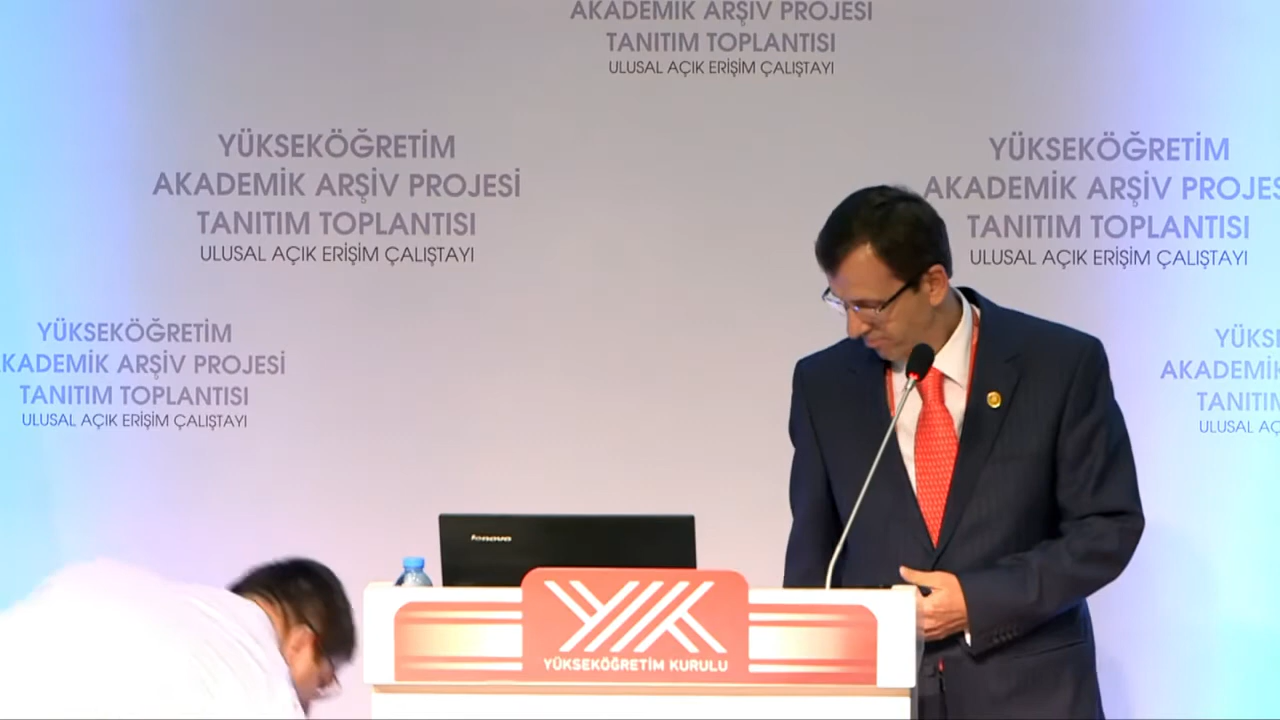 AKADEMİK ARŞİV PROJESİ
TANITIM TOPLANTISI
ULUSAL AÇIK ERİŞİM ÇALIŞTAYI
YÜKSEKÖĞRETİM
AKADEMİK ARŞİV PROJESİ
TANITIM TOPLANTISI
ULUSAL AÇIK ERİŞİM ÇALIŞTAYI
YÜKSEKÖĞRETİM
AKADEMİK ARŞİV PROJES
TANITIM TOPLANTISI
ULUSAL AÇIK ERİŞİM ÇALIŞTAYI
YÜKSEKÖĞRETİM
KADEMİK ARŞİV PROJESİ
TANITIM TOPLANTISI
ULUSAL AÇIK ERİŞİM ÇALIŞTAYI
YÜKSE
AKADEMİK
TANITIM
ULUSAL AÇ
lenovo
YÖK
YÜKSEKÖĞRETİM KURULU